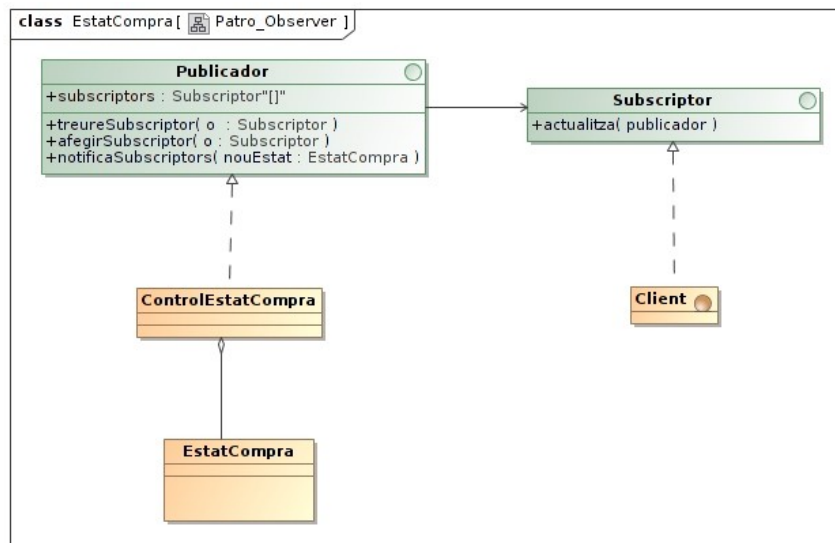 class EstatCompra [ Patro_Observer ]
Publicador
+subscriptors : Subscriptor"[]"
+treureSubscriptor( o : Subscriptor )
+afegirSubscriptor( o : Subscriptor )
+notificaSubscriptors( nouEstat : EstatCompra )
Subscriptor
+actualitza( publicador )
ControlEstatCompra
Client
EstatCompra